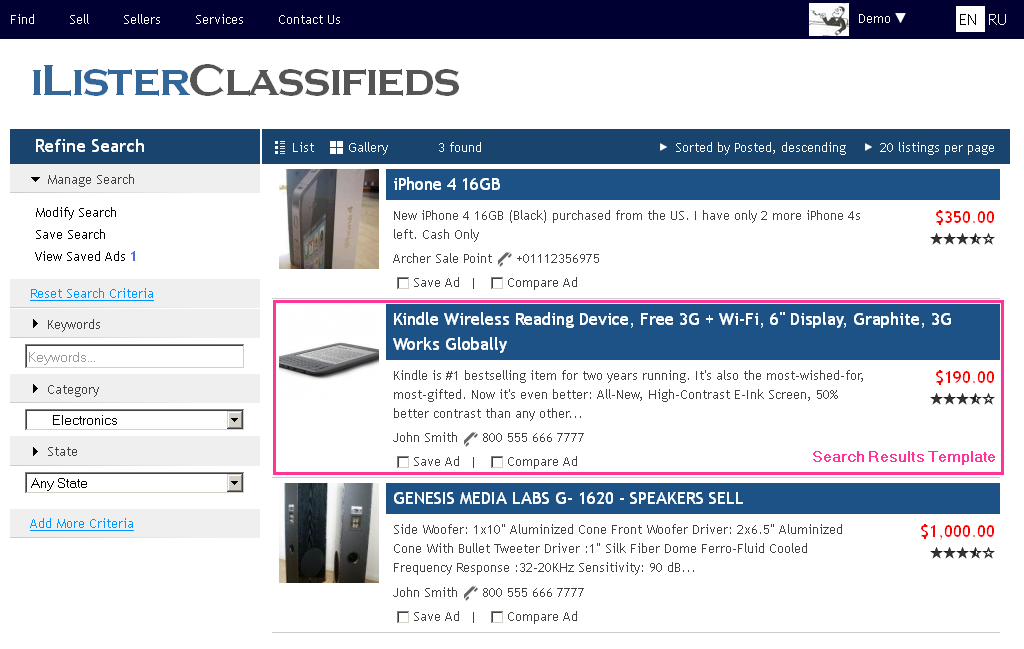 Find Sell Sellers Services Contact Us Demo EN RU
iListerClassifieds
Refine Search
Manage Search
Modify Search
Save Search
View Saved Ads 1
Reset Search Criteria
Keywords
Keywords...
Category
Electronics
State
Any State
Add More Criteria
List Gallery 3 found Sorted by Posted, descending 20 listings per page
iPhone 4 16GB
New iPhone 4 16GB (Black) purchased from the US. I have only 2 more iPhone 4s
left. Cash Only
$350.00
Archer Sale Point +01112356975
Save Ad | Compare Ad
Kindle Wireless Reading Device, Free 3G + Wi-Fi, 6" Display, Graphite, 3G
Works Globally
Kindle is #1 bestselling item for two years running. It's also the most-wished-for,
most-gifted. Now it's even better: All-New, High-Contrast E-Ink Screen, 50%
better contrast than any other...
$190.00
John Smith 800 555 666 7777
Save Ad | Compare Ad
Search Results Template
GENESIS MEDIA LABS G- 1620 - SPEAKERS SELL
Side Woofer: 1x10" Aluminized Cone Front Woofer Driver: 2x6.5" Aluminized
Cone With Bullet Tweeter Driver :1" Silk Fiber Dome Ferro-Fluid Cooled
Frequency Response :32-20KHz Sensitivity: 90 dB...
$1,000.00
John Smith 800 555 666 7777
Save Ad | Compare Ad